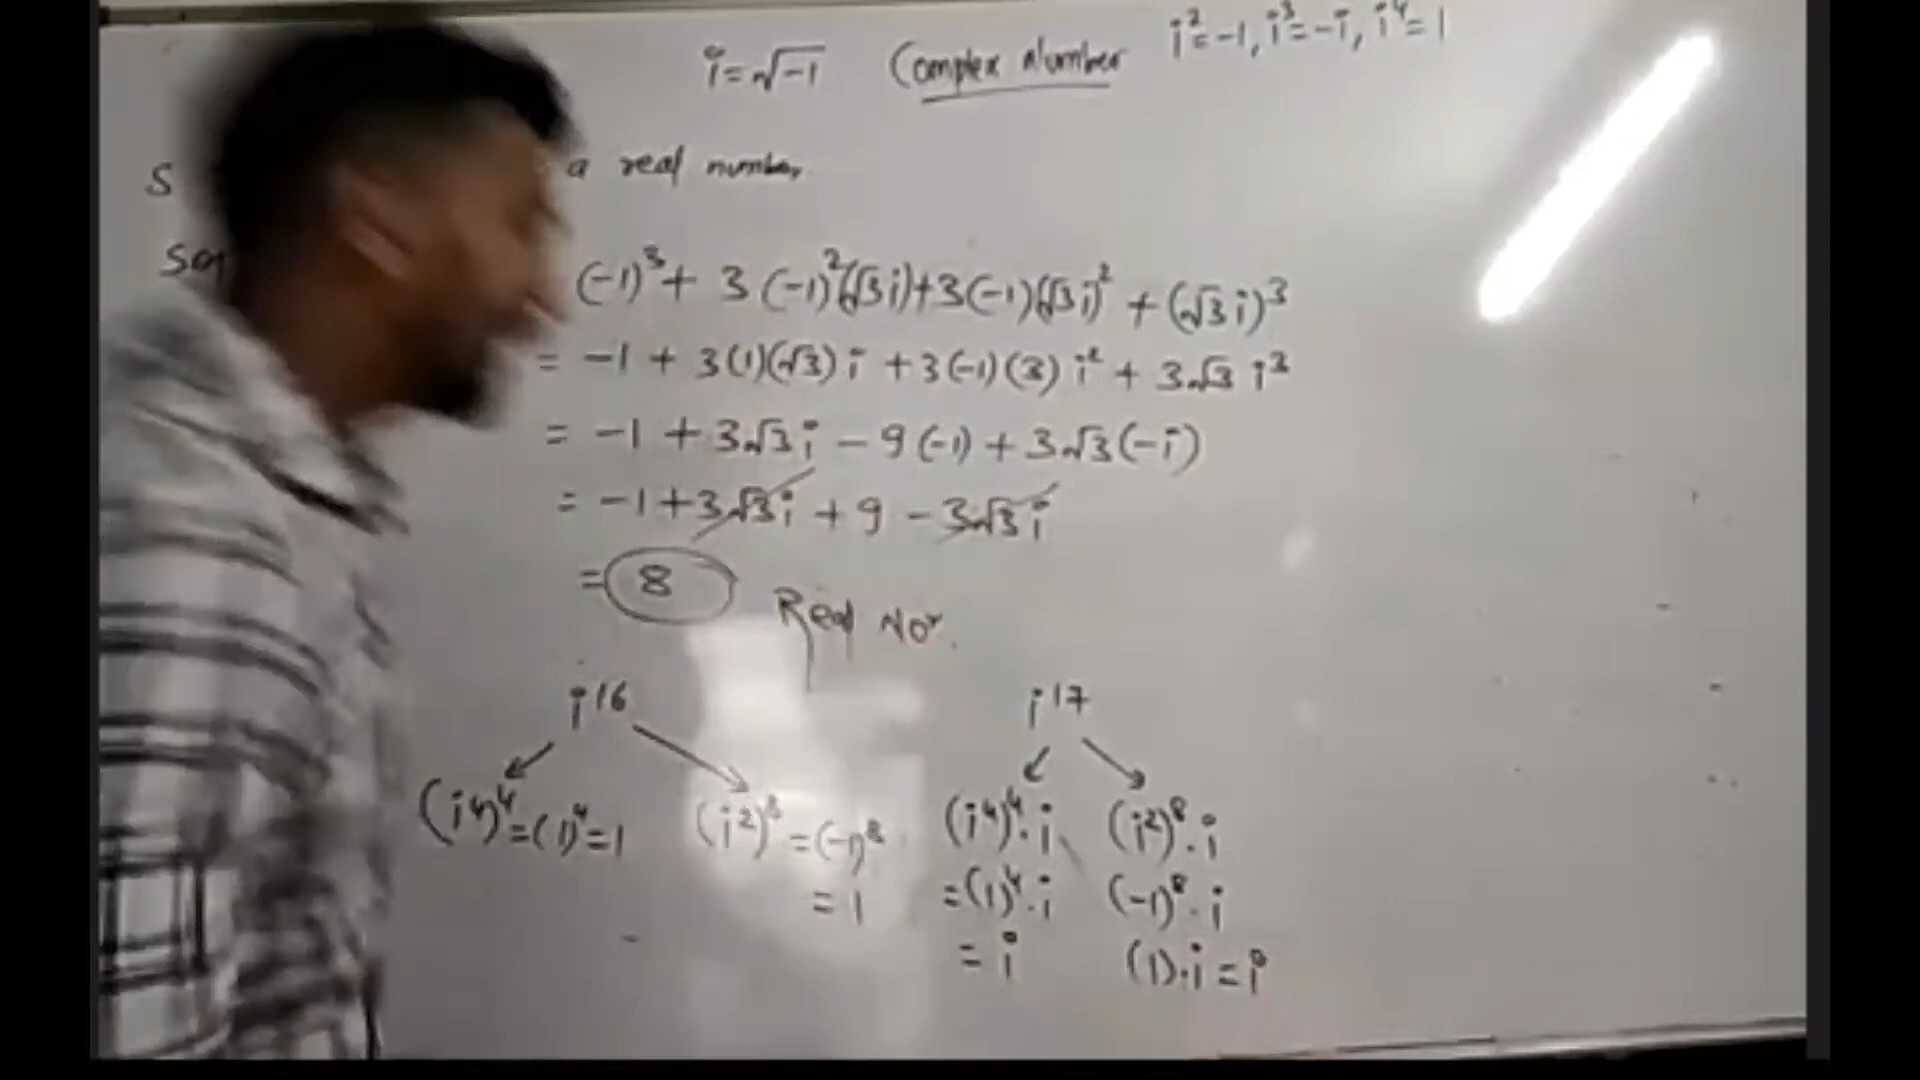 i = √-1 Complex Number i² = -1, i³ = -i, i⁴ = 1
S a real number.
(-1)³ + 3 (-1)²(√3 i) + 3(-1)(√3 i)² + (√3 i)³
= -1 + 3(1)(√3) i + 3(-1)(3) i² + 3√3 i³
= -1 + 3√3 i - 9 (-1) + 3√3 (-i)
= -1 + 3√3 i + 9 - 3√3 i
= 8 Real No.
i¹⁶ i¹⁷
(i⁴)⁴ = (1)⁴ = 1 (i²)⁸ = (-1)⁸ (i⁴)⁴ · i (i²)⁸ · i
= 1 = (1)⁴ · i (-1)⁸ · i
= i (1) · i = i